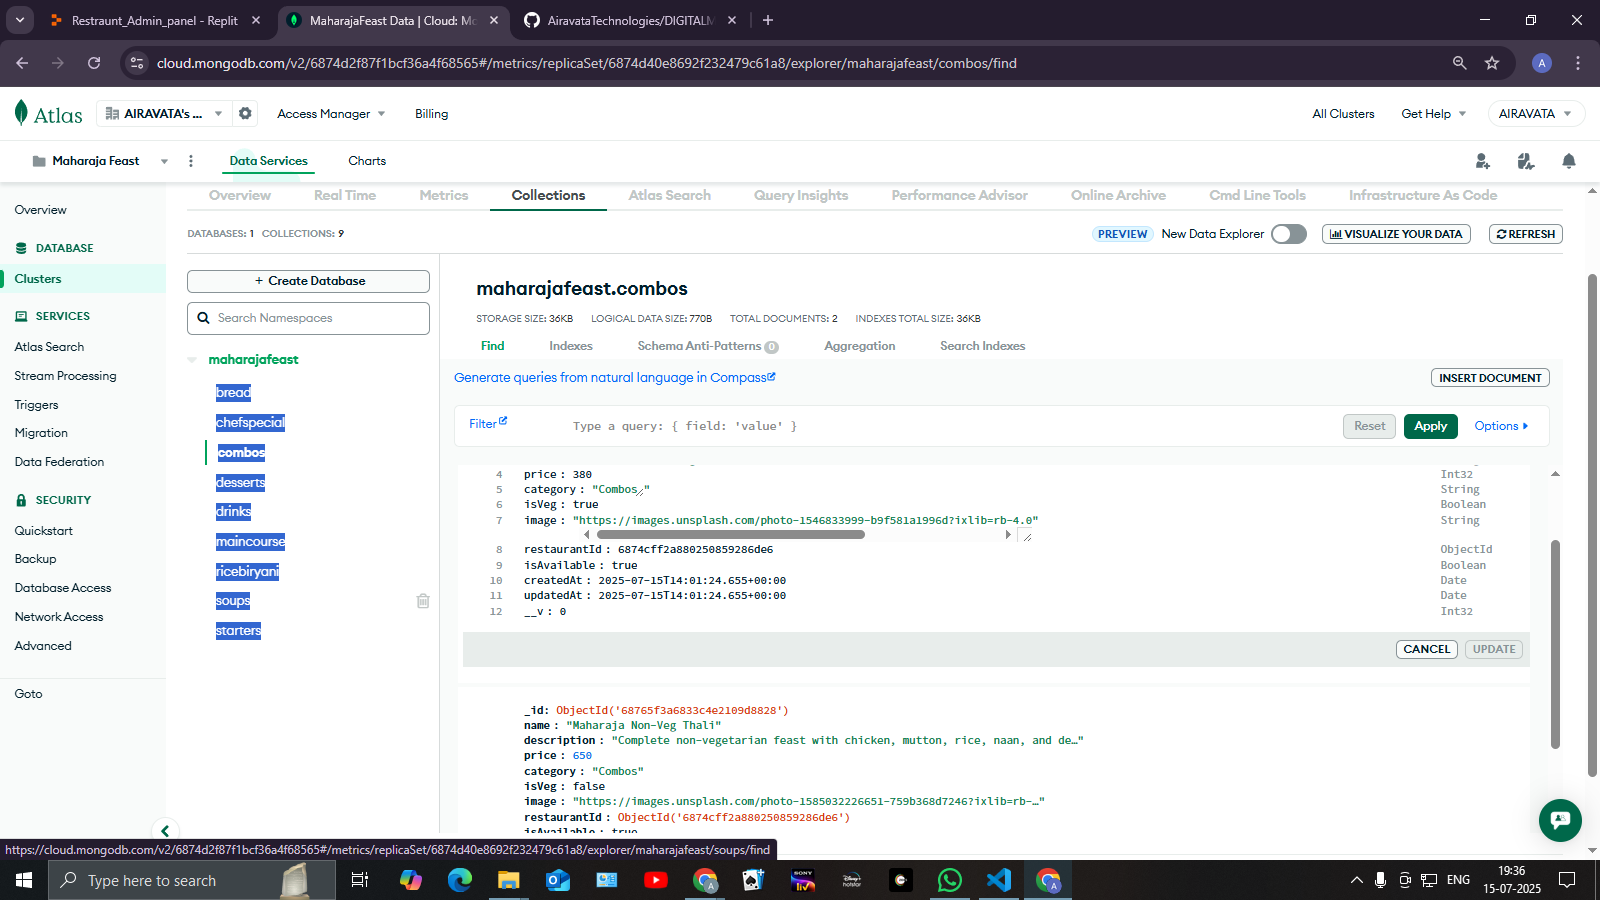 Restraunt_Admin_panel - Replit
MaharajaFeast Data | Cloud: Mo
AiravataTechnologies/DIGITALM
cloud.mongodb.com/v2/6874d2f87f1bcf36a4f68565#/metrics/replicaSet/6874d40e8692f232479c61a8/explorer/maharajafeast/combos/find
A
Atlas
AIRAVATA's ...
Access Manager
Billing
All Clusters
Get Help
AIRAVATA
Maharaja Feast
Data Services
Charts
Overview
DATABASE
Clusters
SERVICES
Atlas Search
Stream Processing
Triggers
Migration
Data Federation
SECURITY
Quickstart
Backup
Database Access
Network Access
Advanced
Goto
Overview
Real Time
Metrics
Collections
Atlas Search
Query Insights
Performance Advisor
Online Archive
Cmd Line Tools
Infrastructure As Code
DATABASES: 1 COLLECTIONS: 9
PREVIEW New Data Explorer
VISUALIZE YOUR DATA
REFRESH
+ Create Database
Search Namespaces
maharajafeast
bread
chefspecial
combos
desserts
drinks
maincourse
ricebiryani
soups
starters
maharajafeast.combos
STORAGE SIZE: 36KB LOGICAL DATA SIZE: 770B TOTAL DOCUMENTS: 2 INDEXES TOTAL SIZE: 36KB
Find
Indexes
Schema Anti-Patterns 0
Aggregation
Search Indexes
Generate queries from natural language in Compass
INSERT DOCUMENT
Filter
Type a query: { field: 'value' }
Reset
Apply
Options
4 price : 380 Int32
5 category : "Combos " String
6 isVeg : true Boolean
7 image : "https://images.unsplash.com/photo-1546833999-b9f581a1996d?ixlib=rb-4.0" String
8 restaurantId : 6874cff2a880250859286de6 ObjectId
9 isAvailable : true Boolean
10 createdAt : 2025-07-15T14:01:24.655+00:00 Date
11 updatedAt : 2025-07-15T14:01:24.655+00:00 Date
12 __v : 0 Int32
CANCEL
UPDATE
_id: ObjectId('68765f3a6833c4e2109d8828')
name : "Maharaja Non-Veg Thali"
description : "Complete non-vegetarian feast with chicken, mutton, rice, naan, and de…"
price : 650
category : "Combos"
isVeg : false
image : "https://images.unsplash.com/photo-1585032226651-759b368d7246?ixlib=rb-…"
restaurantId : ObjectId('6874cff2a880250859286de6')
isAvailable : true
https://cloud.mongodb.com/v2/6874d2f87f1bcf36a4f68565#/metrics/replicaSet/6874d40e8692f232479c61a8/explorer/maharajafeast/soups/find
Type here to search
ENG
19:36
15-07-2025